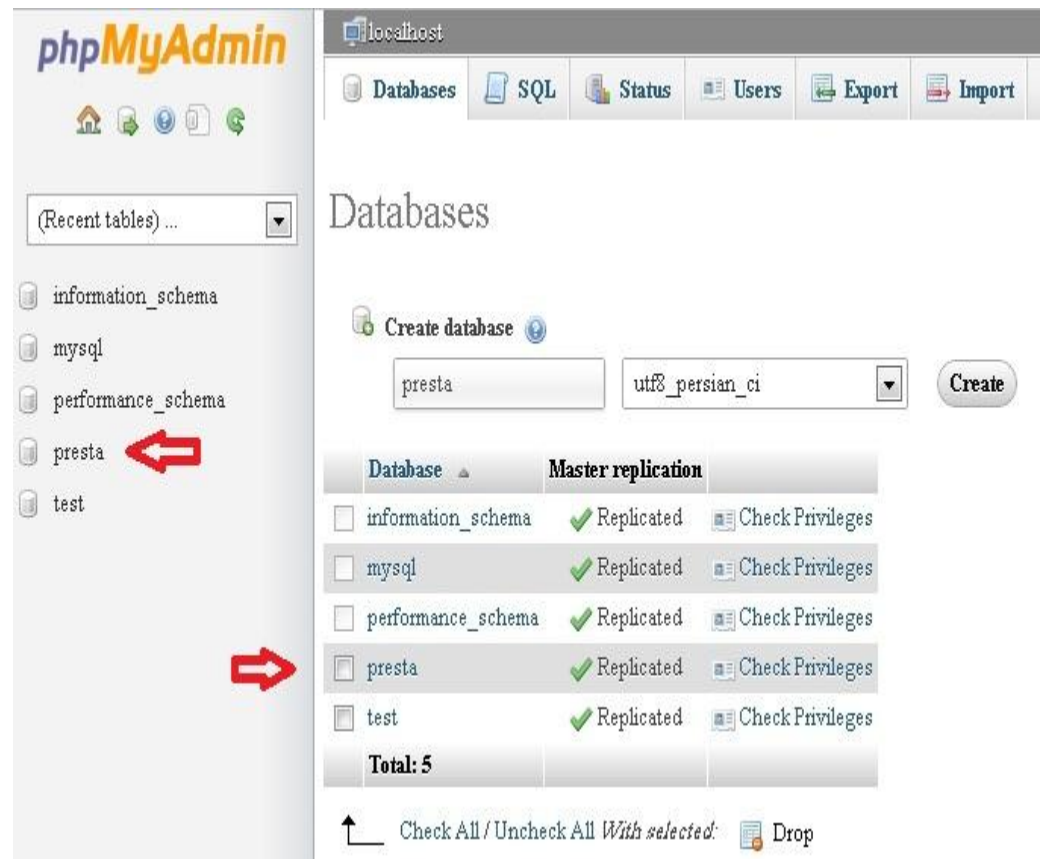 phpMyAdmin
(Recent tables) ...
information_schema
mysql
performance_schema
presta
test
localhost
Databases SQL Status Users Export Import
Databases
Create database
presta utf8_persian_ci Create
Database Master replication
information_schema Replicated Check Privileges
mysql Replicated Check Privileges
performance_schema Replicated Check Privileges
presta Replicated Check Privileges
test Replicated Check Privileges
Total: 5
Check All / Uncheck All With selected: Drop